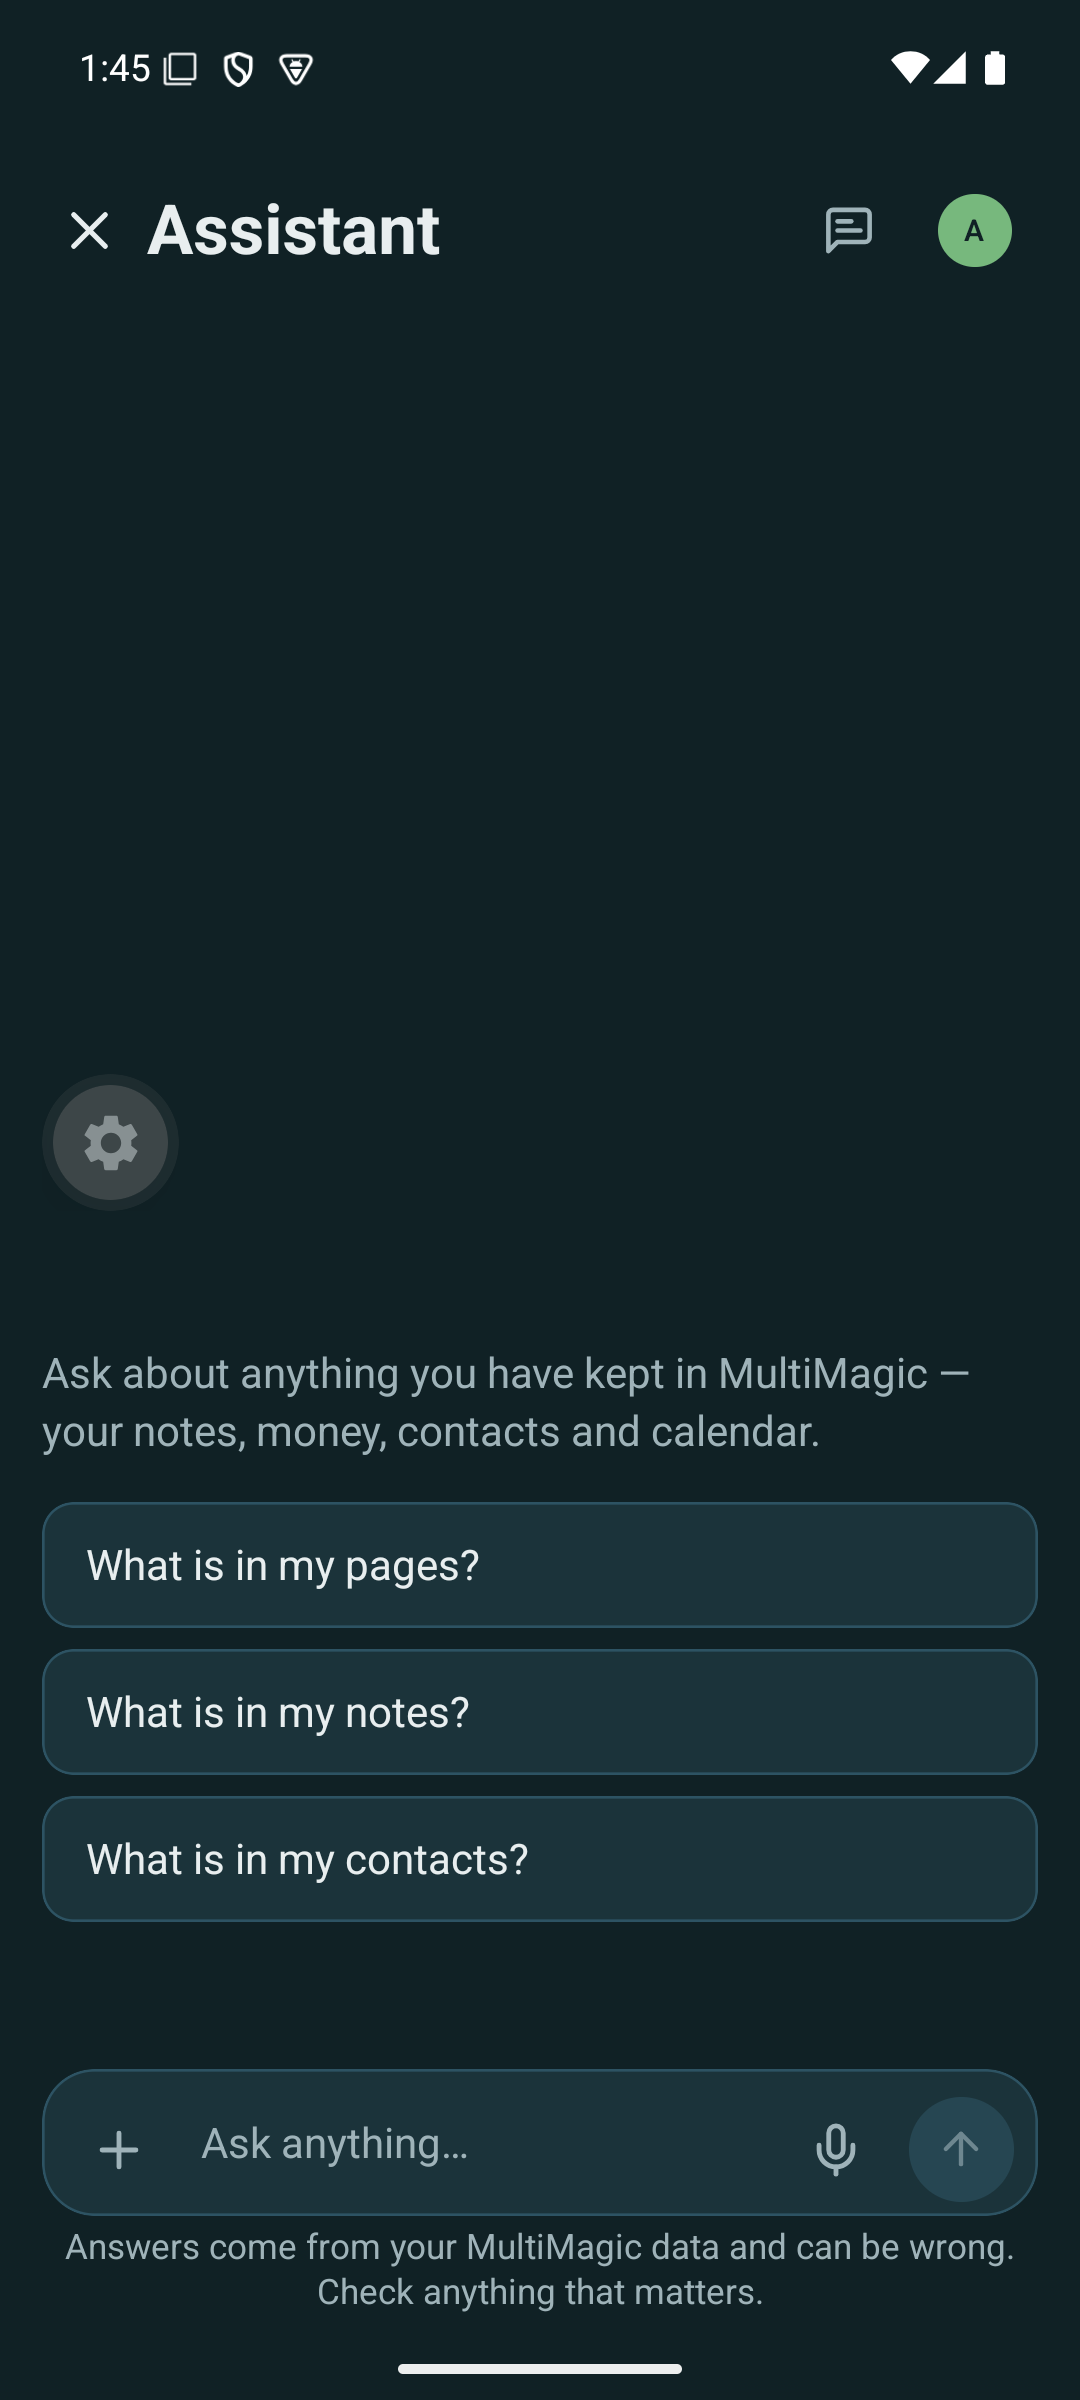 1:45
Assistant
A
Ask about anything you have kept in MultiMagic —
your notes, money, contacts and calendar.
What is in my pages?
What is in my notes?
What is in my contacts?
Ask anything...
Answers come from your MultiMagic data and can be wrong.
Check anything that matters.